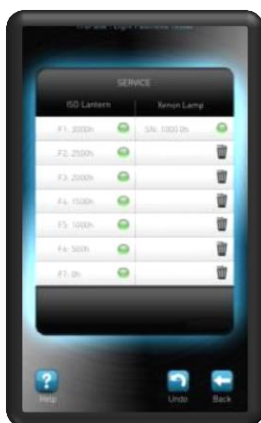 SERVICE
ISO Lantern Xenon Lamp
F1: 3000h SN: 1000 0h
F2: 2500h
F3: 2000h
F4: 1500h
F5: 1000h
F6: 500h
F7: 0h
Help Undo Back